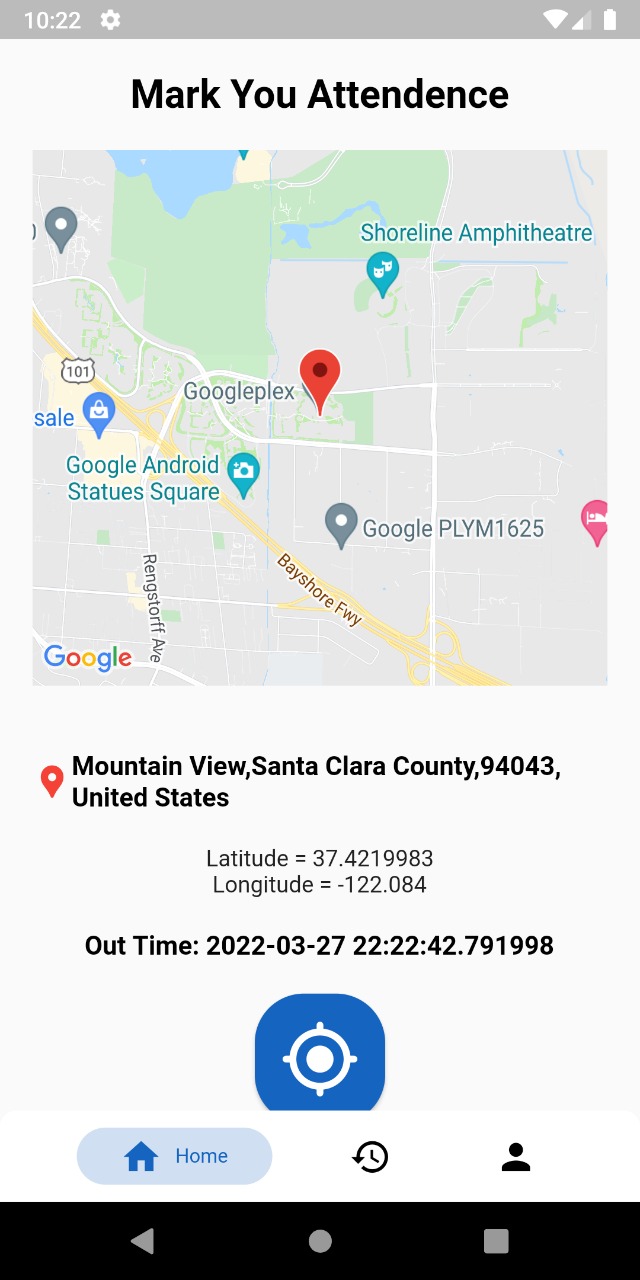 10:22
Mark You Attendence
Shoreline Amphitheatre
101
Googleplex
sale
Google Android
Statues Square
Google PLYM1625
Bayshore Fwy
Rengstorff Ave
Google
Mountain View,Santa Clara County,94043,
United States
Latitude = 37.4219983
Longitude = -122.084
Out Time: 2022-03-27 22:22:42.791998
Home